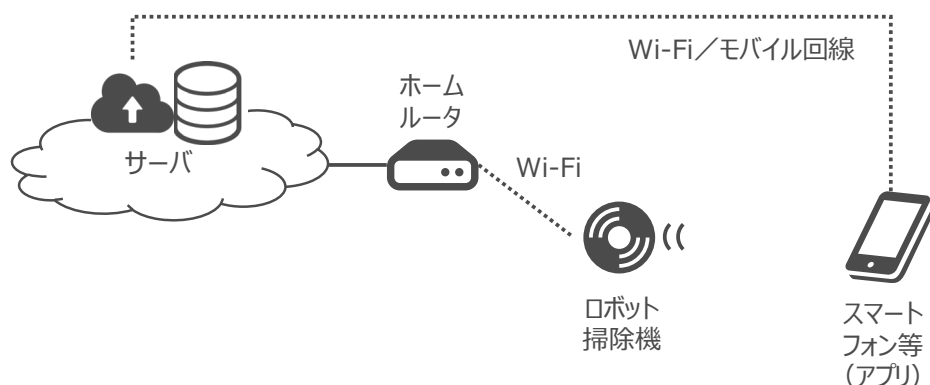 Wi-Fi／モバイル回線
ホーム
ルータ
サーバ
Wi-Fi
ロボット
掃除機
スマート
フォン等
（アプリ）